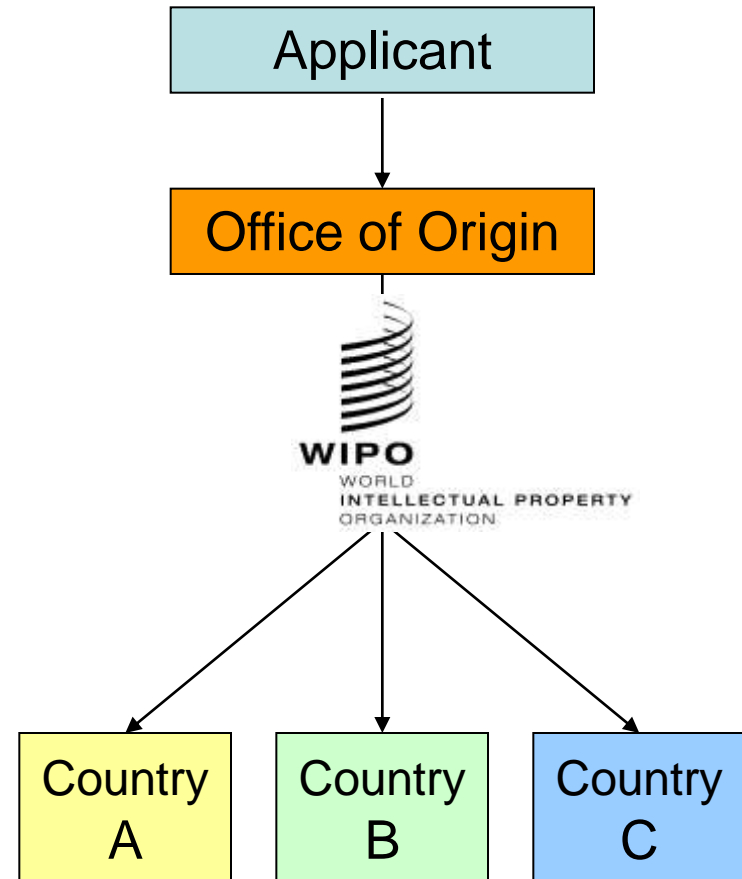 Applicant
Office of Origin
WIPO
WORLD
INTELLECTUAL PROPERTY
ORGANIZATION
Country
A
Country
B
Country
C